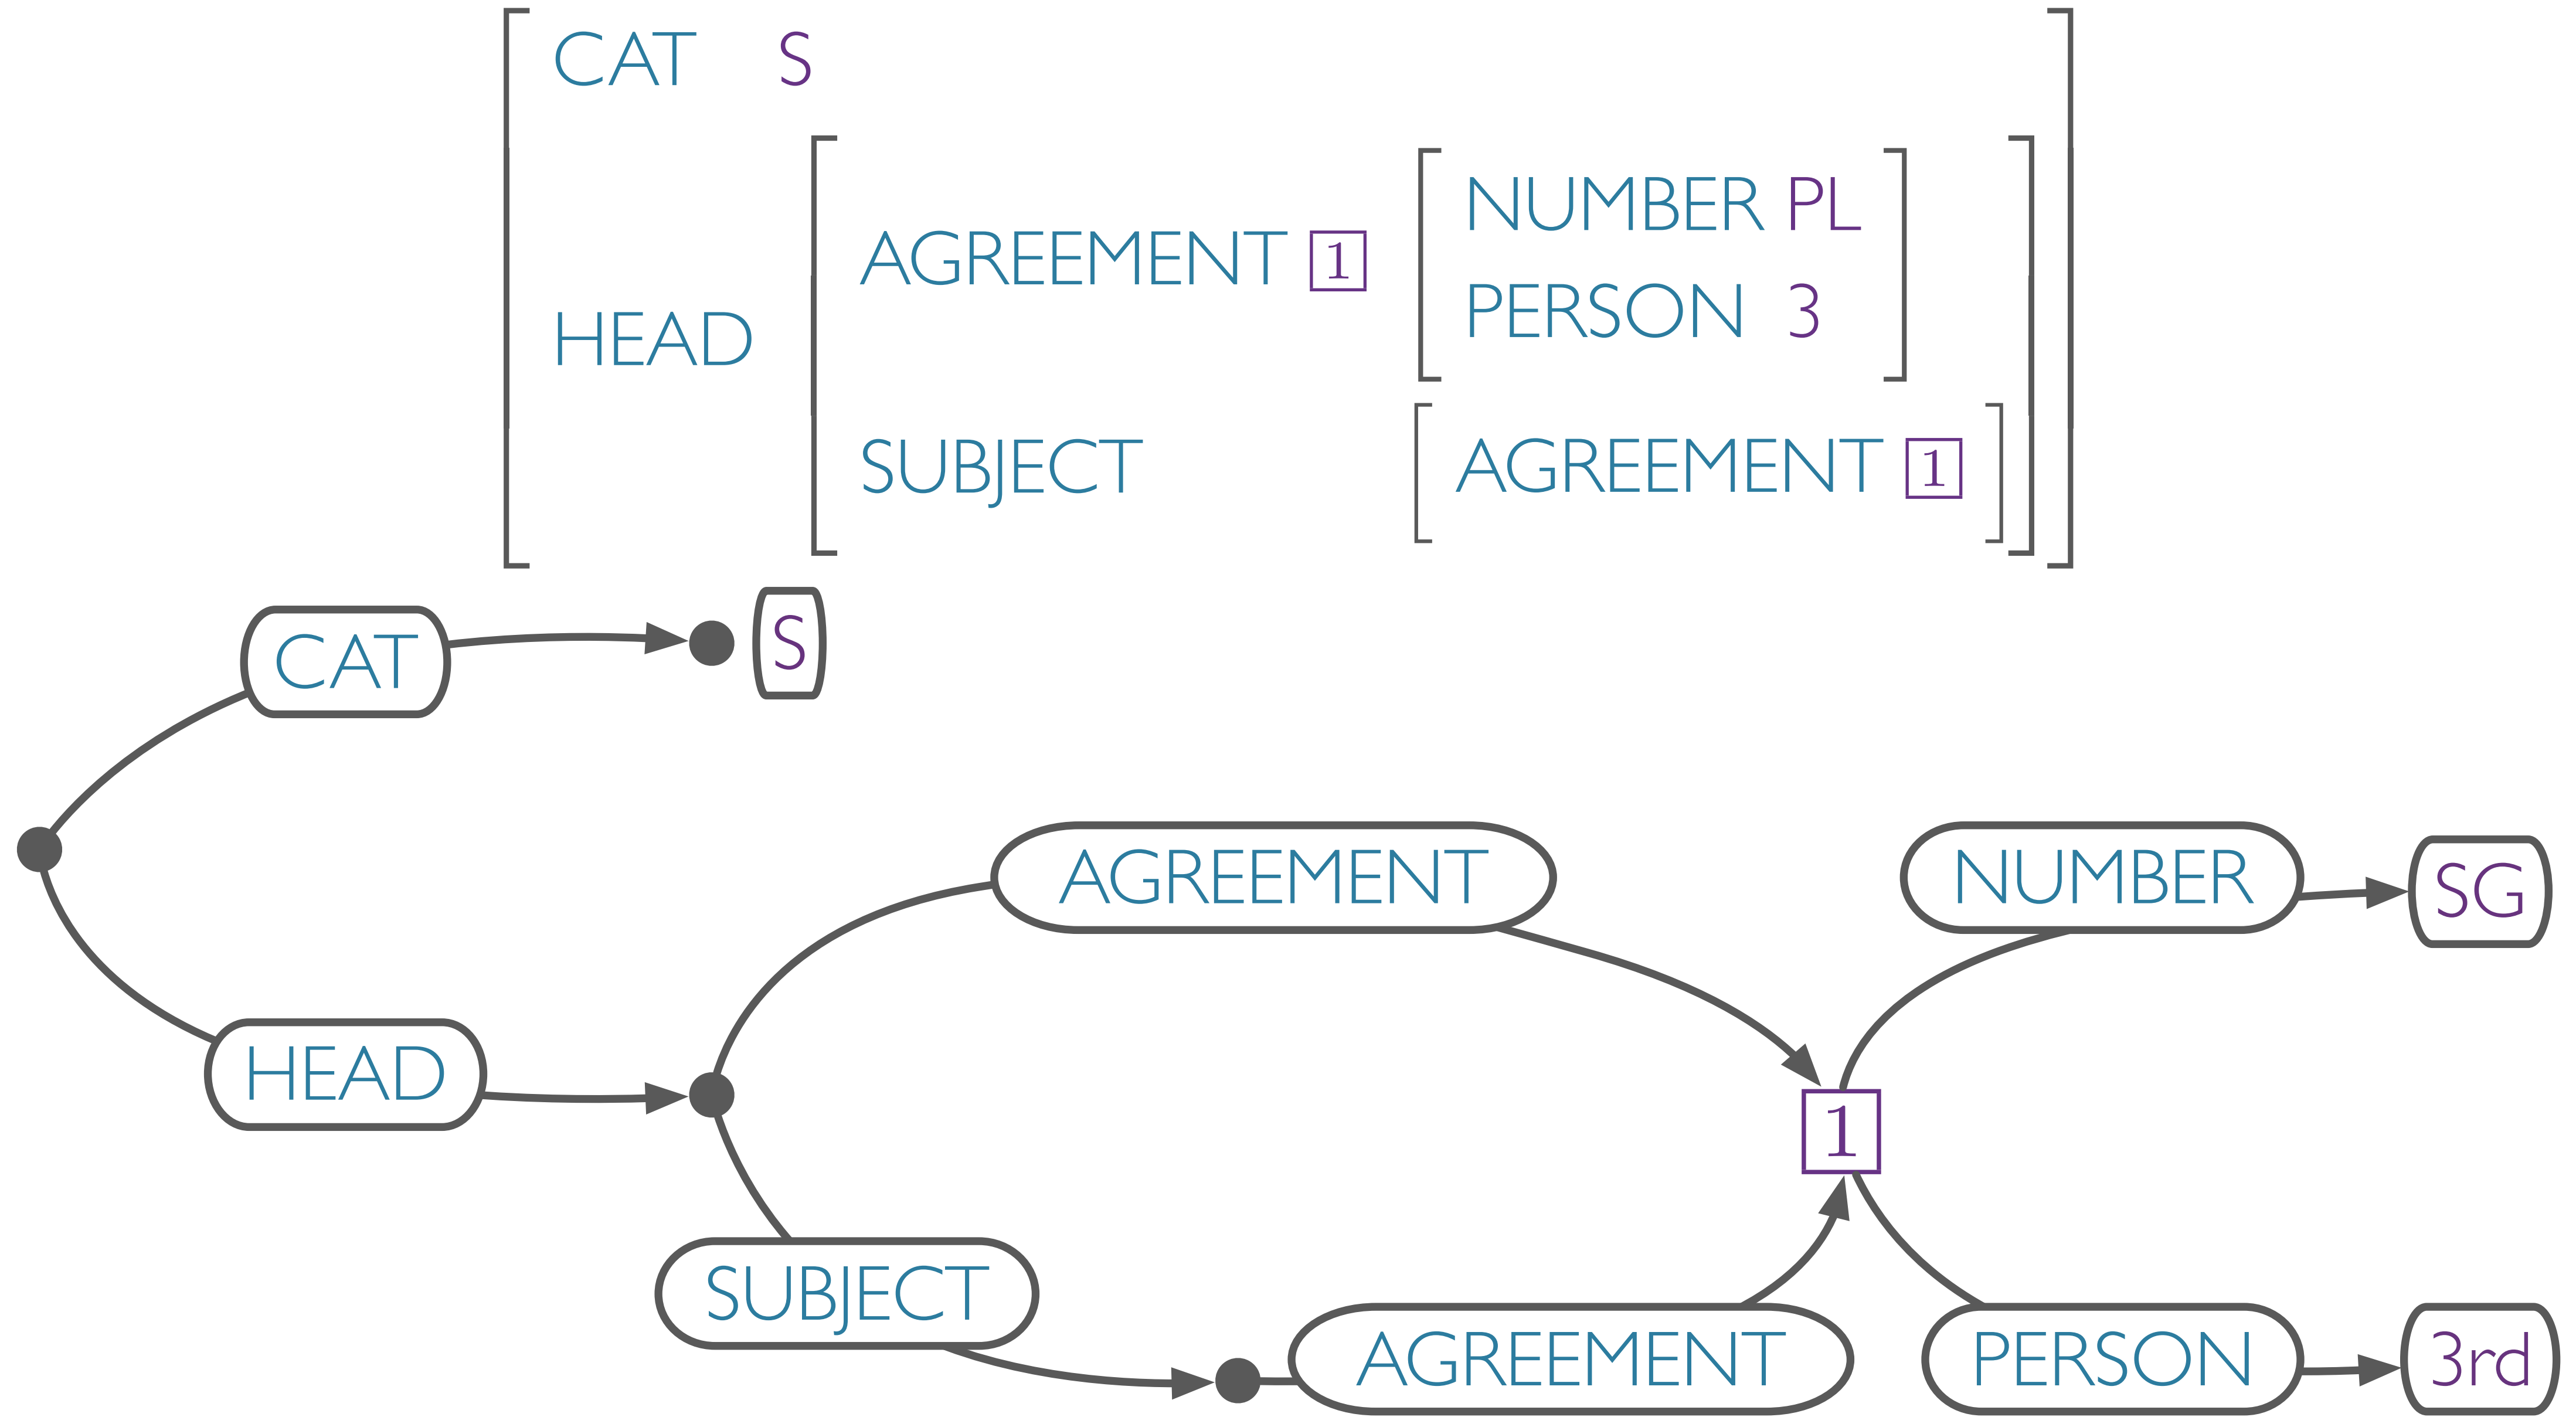 CAT S
NUMBER PL
AGREEMENT 1
PERSON 3
HEAD
SUBJECT AGREEMENT 1
CAT S
AGREEMENT NUMBER SG
HEAD 1
SUBJECT
AGREEMENT PERSON 3rd